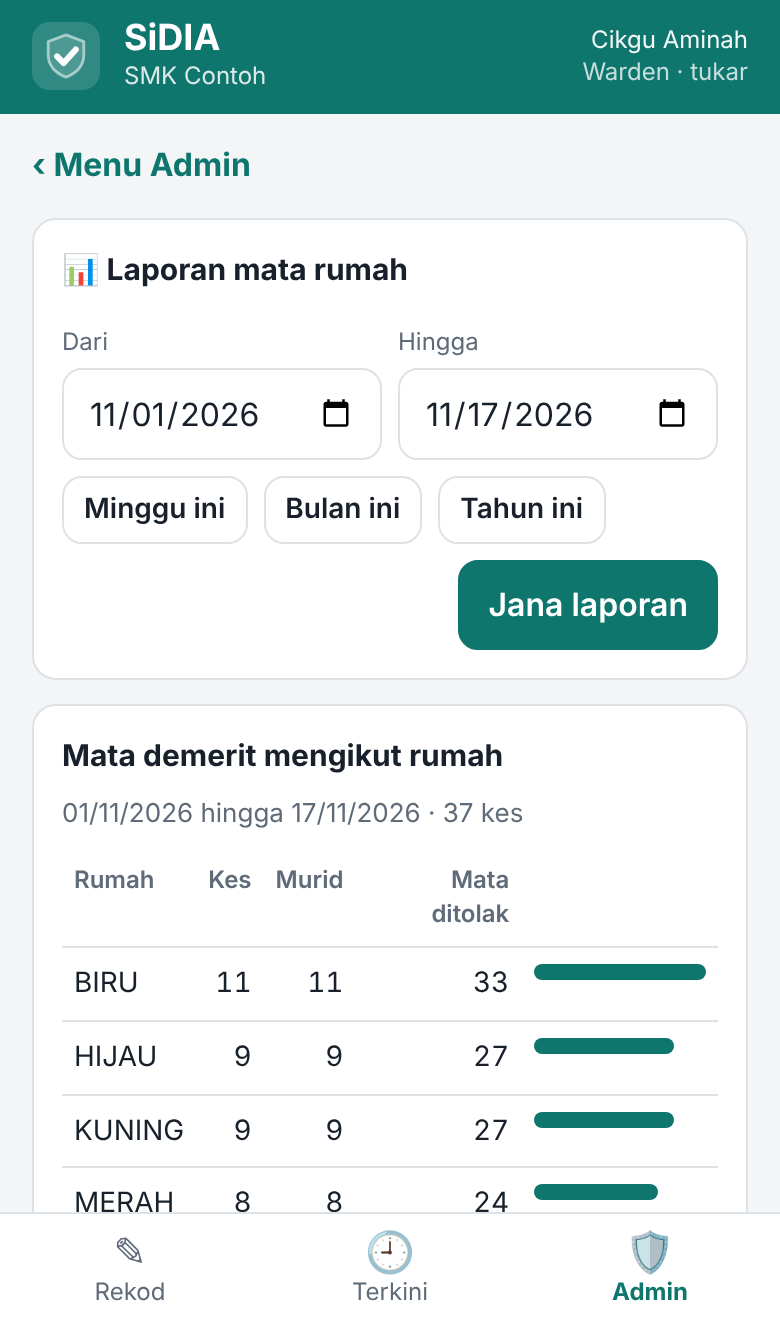 SiDIA
SMK Contoh
Cikgu Aminah
Warden · tukar
‹ Menu Admin
Laporan mata rumah
Dari
Hingga
11/01/2026
11/17/2026
Minggu ini
Bulan ini
Tahun ini
Jana laporan
Mata demerit mengikut rumah
01/11/2026 hingga 17/11/2026 · 37 kes
Rumah Kes Murid Mata ditolak
BIRU 11 11 33
HIJAU 9 9 27
KUNING 9 9 27
MERAH 8 8 24
Rekod
Terkini
Admin